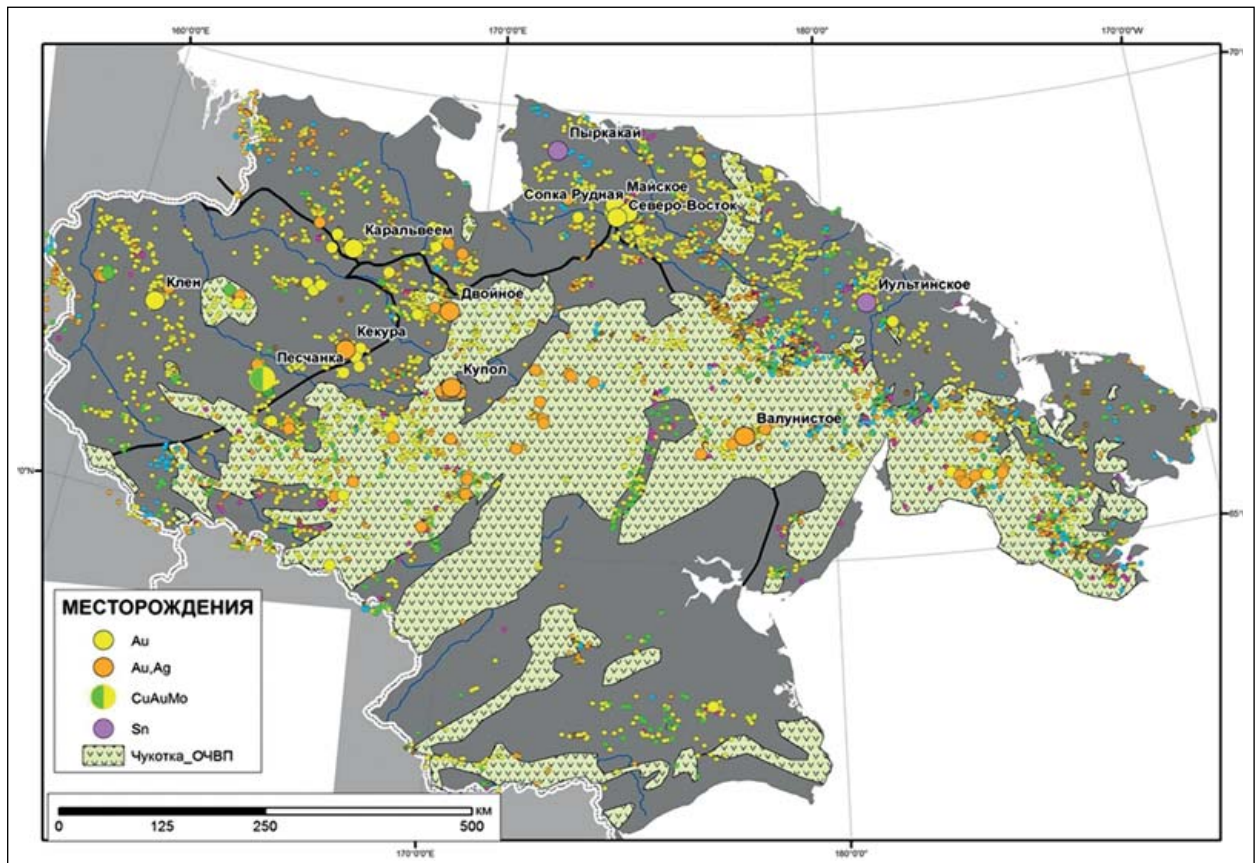 160°0'0"E
170°0'0"E
180°0'0"
170°0'0"W
70°
Пыркакай
Майское
Сопка Рудная
Северо-Восток
Каральвеем
Клен
Двойное
Иультинское
Кекура
Песчанка
Купол
Валунистое
'0"N
65°
МЕСТОРОЖДЕНИЯ
Au
Au,Ag
CuAuMo
Sn
Чукотка_ОЧВП
КМ
0 125 250 500
170°0'0"E
180°0'0"